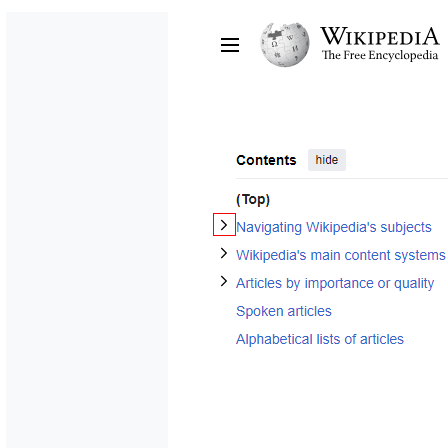 WIKIPEDIA
The Free Encyclopedia
Contents hide
(Top)
Navigating Wikipedia's subjects
Wikipedia's main content systems
Articles by importance or quality
Spoken articles
Alphabetical lists of articles